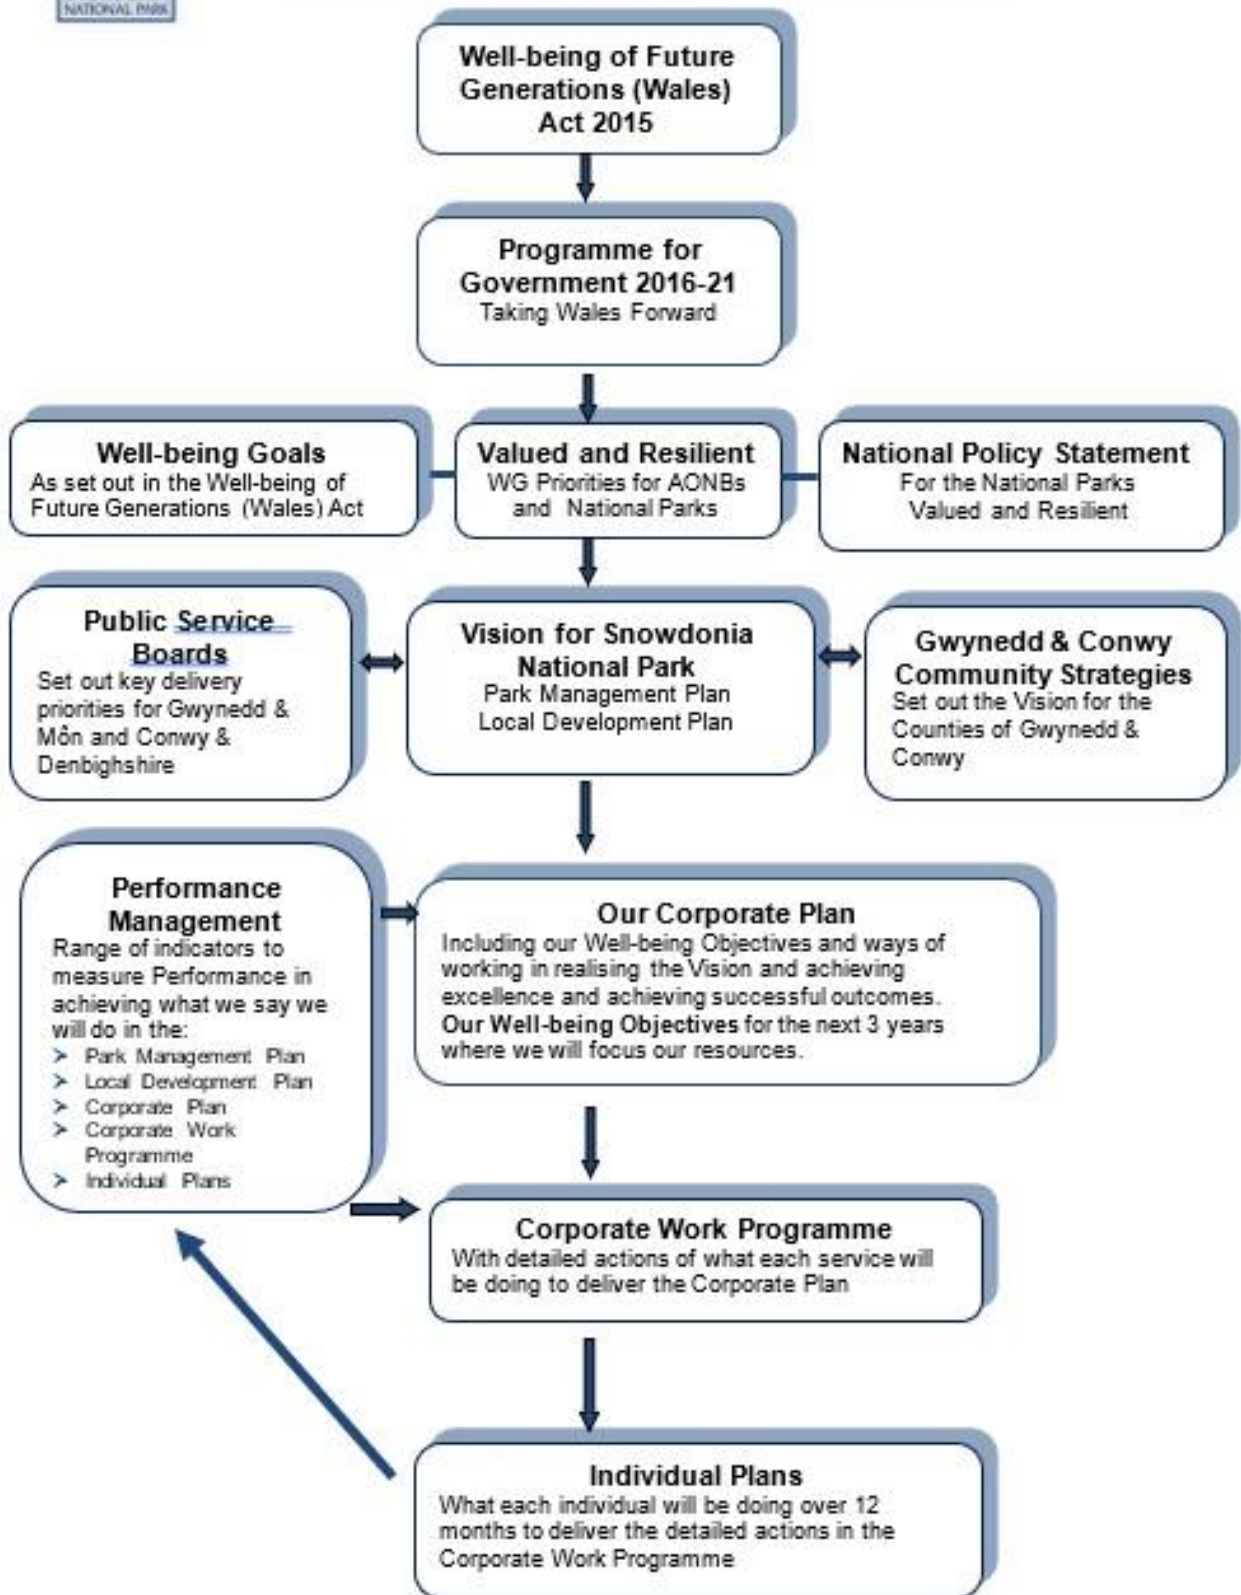 NATIONAL PARK
Well-being of Future
Generations (Wales)
Act 2015
Programme for
Government 2016-21
Taking Wales Forward
Well-being Goals
As set out in the Well-being of
Future Generations (Wales) Act
Valued and Resilient
WG Priorities for AONBs
and National Parks
National Policy Statement
For the National Parks
Valued and Resilient
Public Service
Boards
Set out key delivery
priorities for Gwynedd &
Môn and Conwy &
Denbighshire
Vision for Snowdonia
National Park
Park Management Plan
Local Development Plan
Gwynedd & Conwy
Community Strategies
Set out the Vision for the
Counties of Gwynedd &
Conwy
Performance
Management
Range of indicators to
measure Performance in
achieving what we say we
will do in the:
➢ Park Management Plan
➢ Local Development Plan
➢ Corporate Plan
➢ Corporate Work
Programme
➢ Individual Plans
Our Corporate Plan
Including our Well-being Objectives and ways of
working in realising the Vision and achieving
excellence and achieving successful outcomes.
Our Well-being Objectives for the next 3 years
where we will focus our resources.
Corporate Work Programme
With detailed actions of what each service will
be doing to deliver the Corporate Plan
Individual Plans
What each individual will be doing over 12
months to deliver the detailed actions in the
Corporate Work Programme